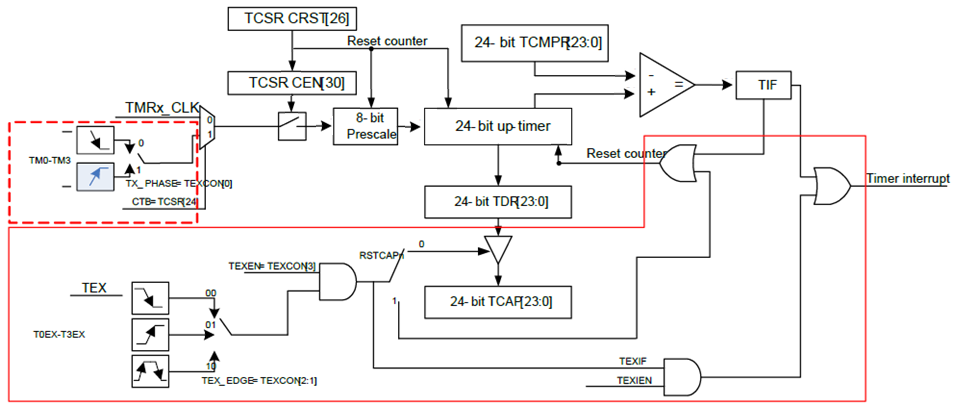 TCSR CRST[26]
Reset counter
24- bit TCMPR[23:0]
TCSR CEN[30]
- 
+
=
TIF
TMRx_CLK
0
1
8- bit
Prescale
24-bit up-timer
TM0-TM3
0
1
TX_PHASE= TEXCON[0]
CTB=TCSR[24
Reset counter
Timer interrupt
24- bit TDR[23:0]
RSTCAPn
0
TEXEN= TEXCON[3]
1
24- bit TCAP[23:0]
TEX
T0EX-T3EX
00
01
10
TEX_EDGE= TEXCON[2:1]
TEXIF
TEXIEN